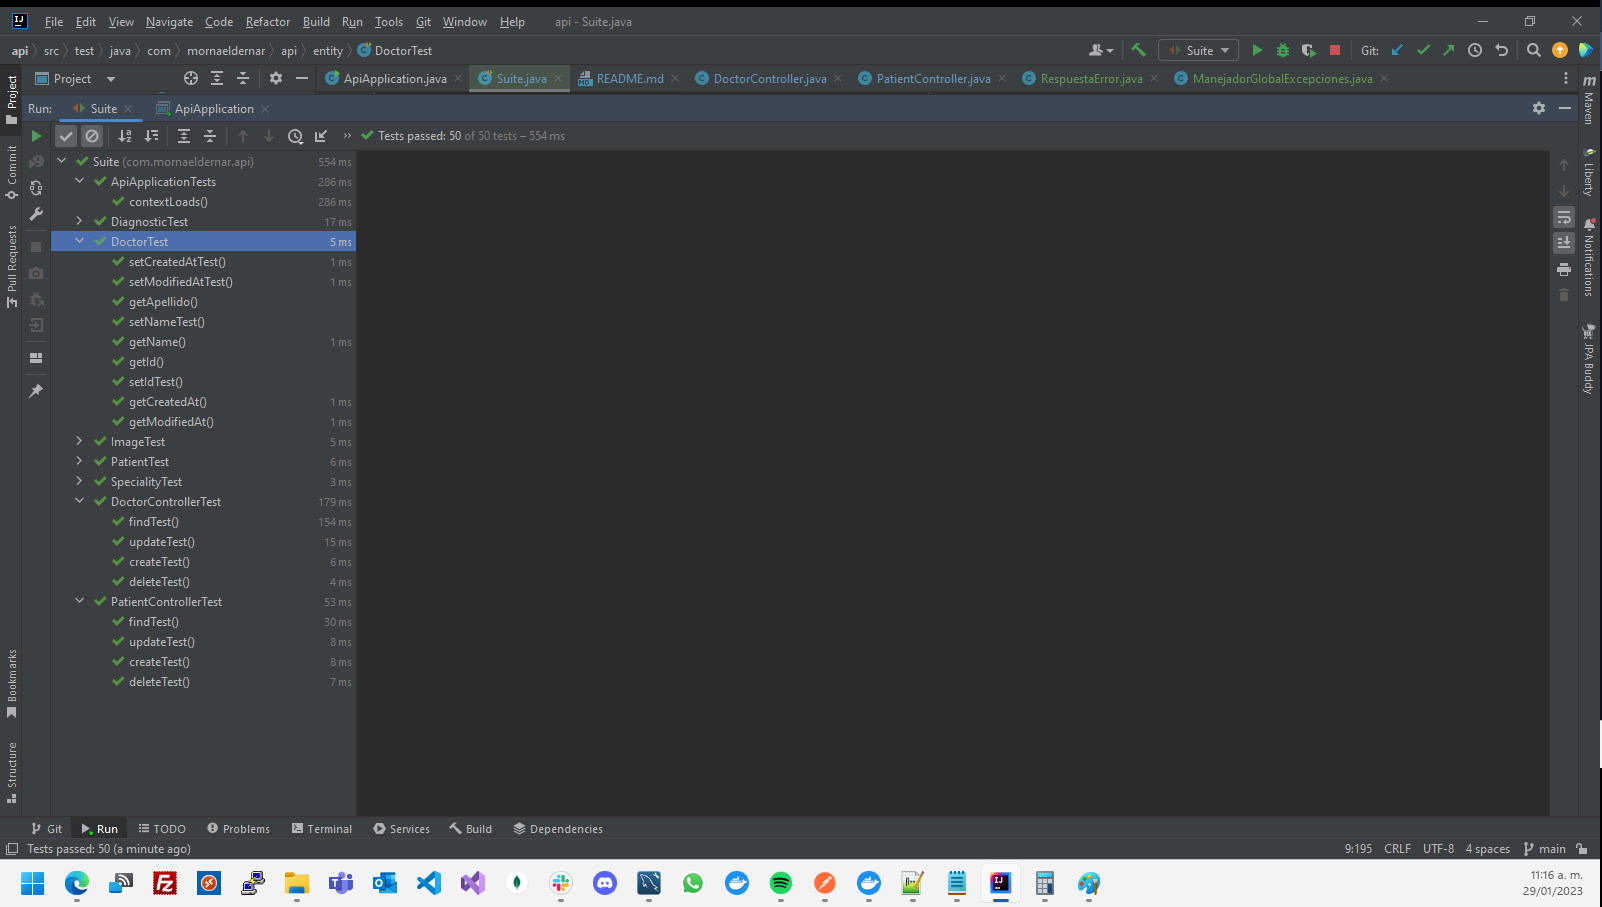 File Edit View Navigate Code Refactor Build Run Tools Git Window Help api - Suite.java
api src test java com mornaeldernar api entity DoctorTest Suite Git:
Project ApiApplication.java Suite.java README.md DoctorController.java PatientController.java RespuestaError.java ManejadorGlobalExcepciones.java
Run: Suite ApiApplication
Tests passed: 50 of 50 tests – 554 ms
Suite (com.mornaeldernar.api) 554 ms
ApiApplicationTests 286 ms
contextLoads() 286 ms
DiagnosticTest 17 ms
DoctorTest 5 ms
setCreatedAtTest() 1 ms
setModifiedAtTest() 1 ms
getApellido()
setNameTest()
getName() 1 ms
getId()
setIdTest()
getCreatedAt() 1 ms
getModifiedAt() 1 ms
ImageTest 5 ms
PatientTest 6 ms
SpecialityTest 3 ms
DoctorControllerTest 179 ms
findTest() 154 ms
updateTest() 15 ms
createTest() 6 ms
deleteTest() 4 ms
PatientControllerTest 53 ms
findTest() 30 ms
updateTest() 8 ms
createTest() 8 ms
deleteTest() 7 ms
Project
Commit
Pull Requests
Bookmarks
Structure
Maven
Liberty
Notifications
JPA Buddy
Git Run TODO Problems Terminal Services Build Dependencies
Tests passed: 50 (a minute ago) 9:195 CRLF UTF-8 4 spaces main
11:16 a. m.
29/01/2023